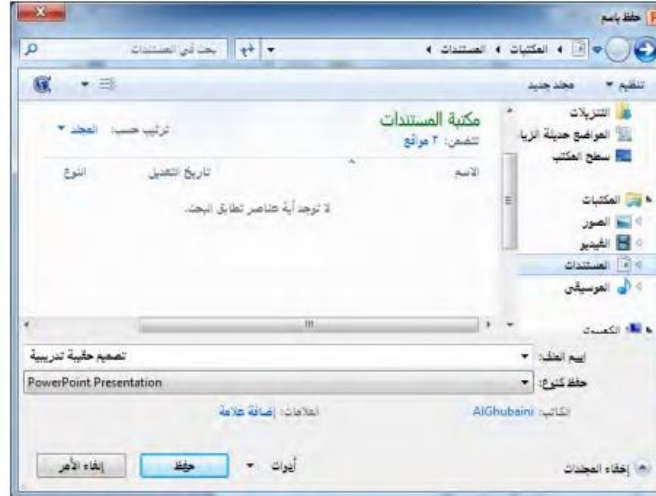 حفظ باسم
المكتبات المستندات
بحث في المستندات
تنظيم مجلد جديد
التنزيلات
المواضع حديثة الزيا
سطح المكتب
المكتبات
الصور
الفيديو
المستندات
الموسيقى
مكتبة المستندات
تتضمن: ٢ مواقع
ترتيب حسب: المجلد
الاسم تاريخ التعديل النوع
لا توجد أية عناصر تطابق البحث.
اسم الملف: تصميم حقيبة تدريبية
حفظ كنوع: PowerPoint Presentation
الكاتب: AlGhubaini العلامات: إضافة علامة
إخفاء المجلدات أدوات حفظ إلغاء الأمر